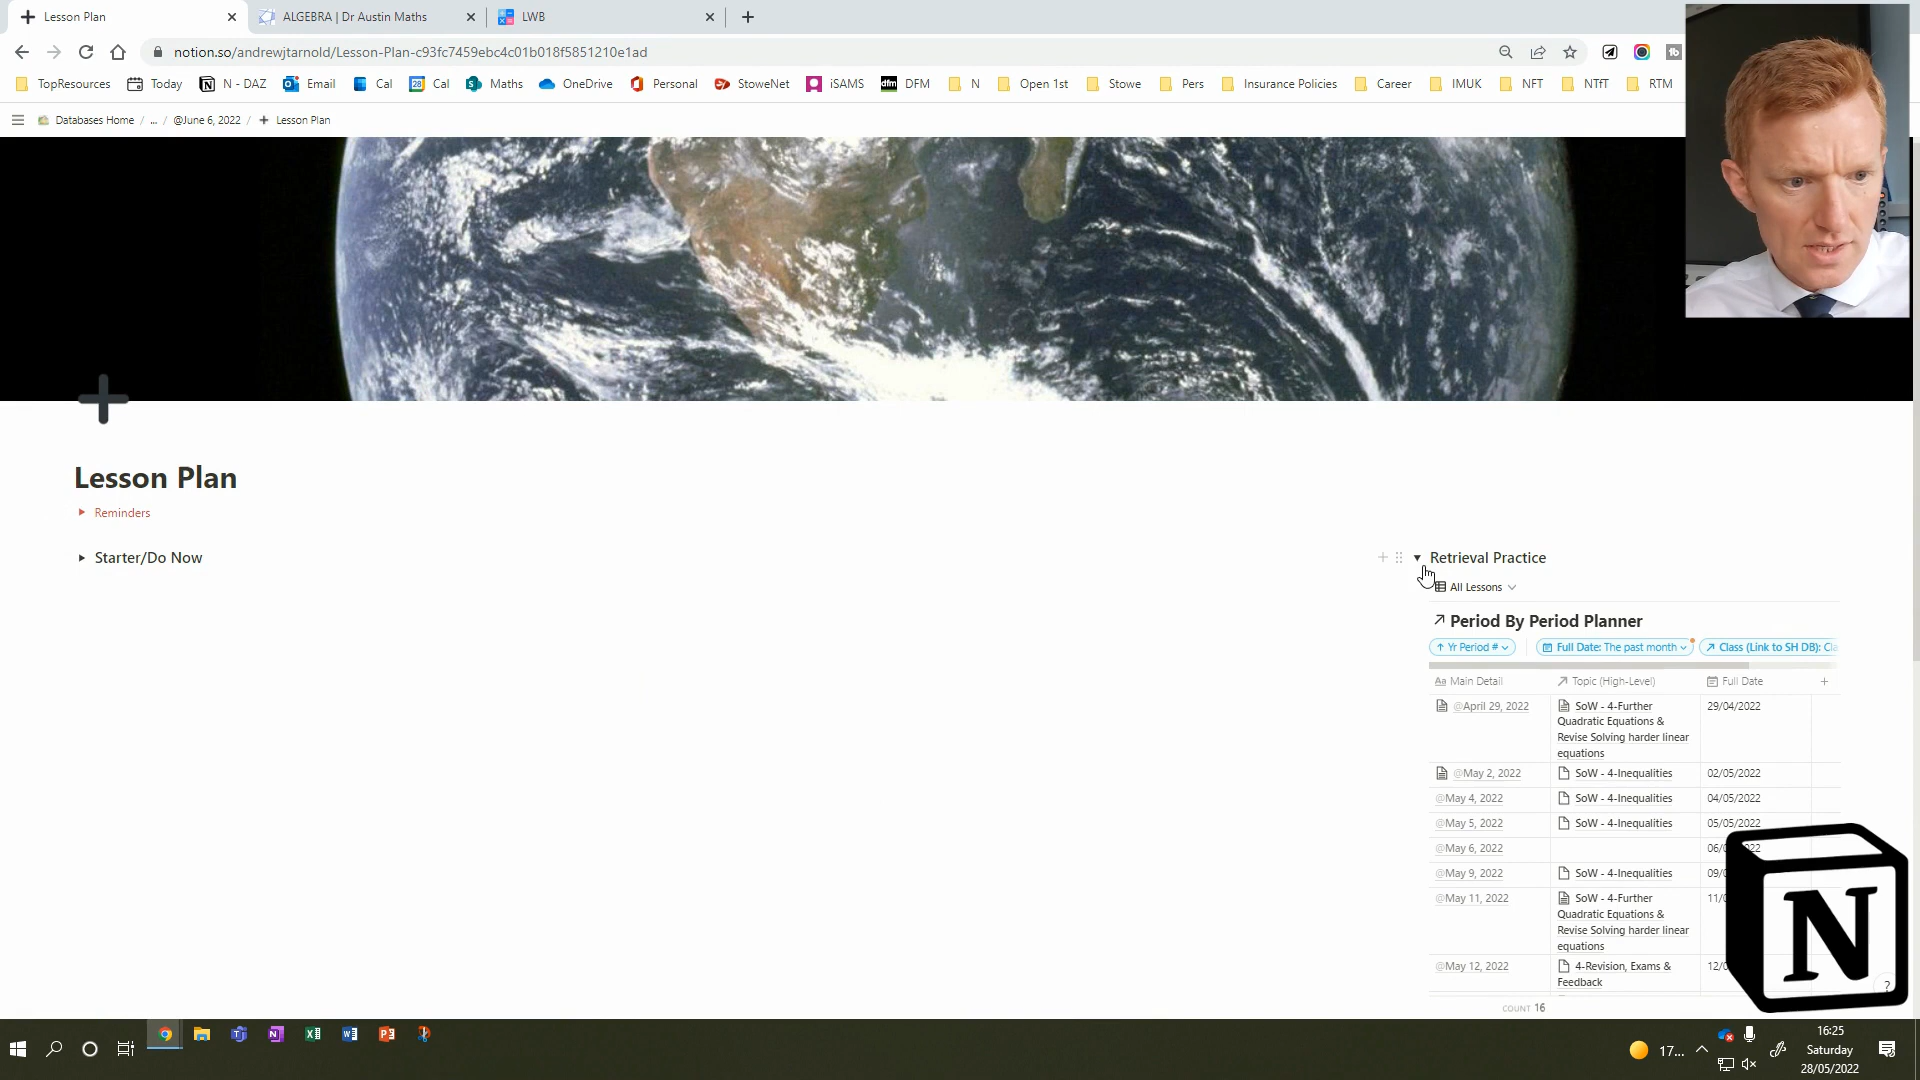 Lesson Plan
ALGEBRA | Dr Austin Maths
LWB
notion.so/andrewjtarnold/Lesson-Plan-c93fc7459ebc4c01b018f5851210e1ad
TopResources
Today
N - DAZ
Email
Cal
28
Cal
Maths
OneDrive
Personal
StoweNet
iSAMS
dfm
DFM
N
Open 1st
Stowe
Pers
Insurance Policies
Career
IMUK
NFT
NTfT
RTM
Databases Home / ... / @June 6, 2022 / Lesson Plan
Lesson Plan
Reminders
Starter/Do Now
Retrieval Practice
All Lessons
Period By Period Planner
Yr Period #
Full Date: The past month
Class (Link to SH DB):
Aa Main Detail
Topic (High-Level)
Full Date
@April 29, 2022
SoW - 4-Further
Quadratic Equations &
Revise Solving harder linear
equations
29/04/2022
@May 2, 2022
SoW - 4-Inequalities
02/05/2022
@May 4, 2022
SoW - 4-Inequalities
04/05/2022
@May 5, 2022
SoW - 4-Inequalities
05/05/2022
@May 6, 2022
@May 9, 2022
SoW - 4-Inequalities
@May 11, 2022
SoW - 4-Further
Quadratic Equations &
Revise Solving harder linear
equations
@May 12, 2022
4-Revision, Exams &
Feedback
COUNT 16
N
?
17...
16:25
Saturday
28/05/2022